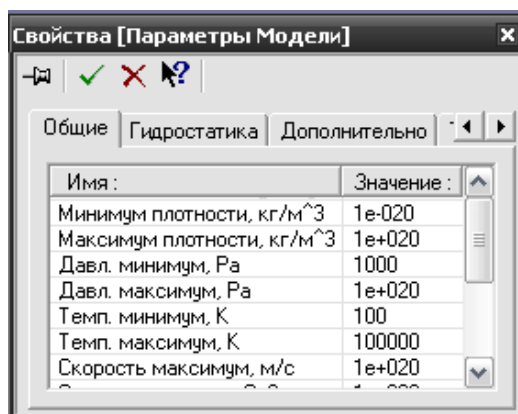 Свойства [Параметры Модели]
Общие Гидростатика Дополнительно
Имя : Значение :
Минимум плотности, кг/м^3 1e-020
Максимум плотности, кг/м^3 1e+020
Давл. минимум, Pa 1000
Давл. максимум, Pa 1e+020
Темп. минимум, K 100
Темп. максимум, K 100000
Скорость максимум, м/с 1e+020